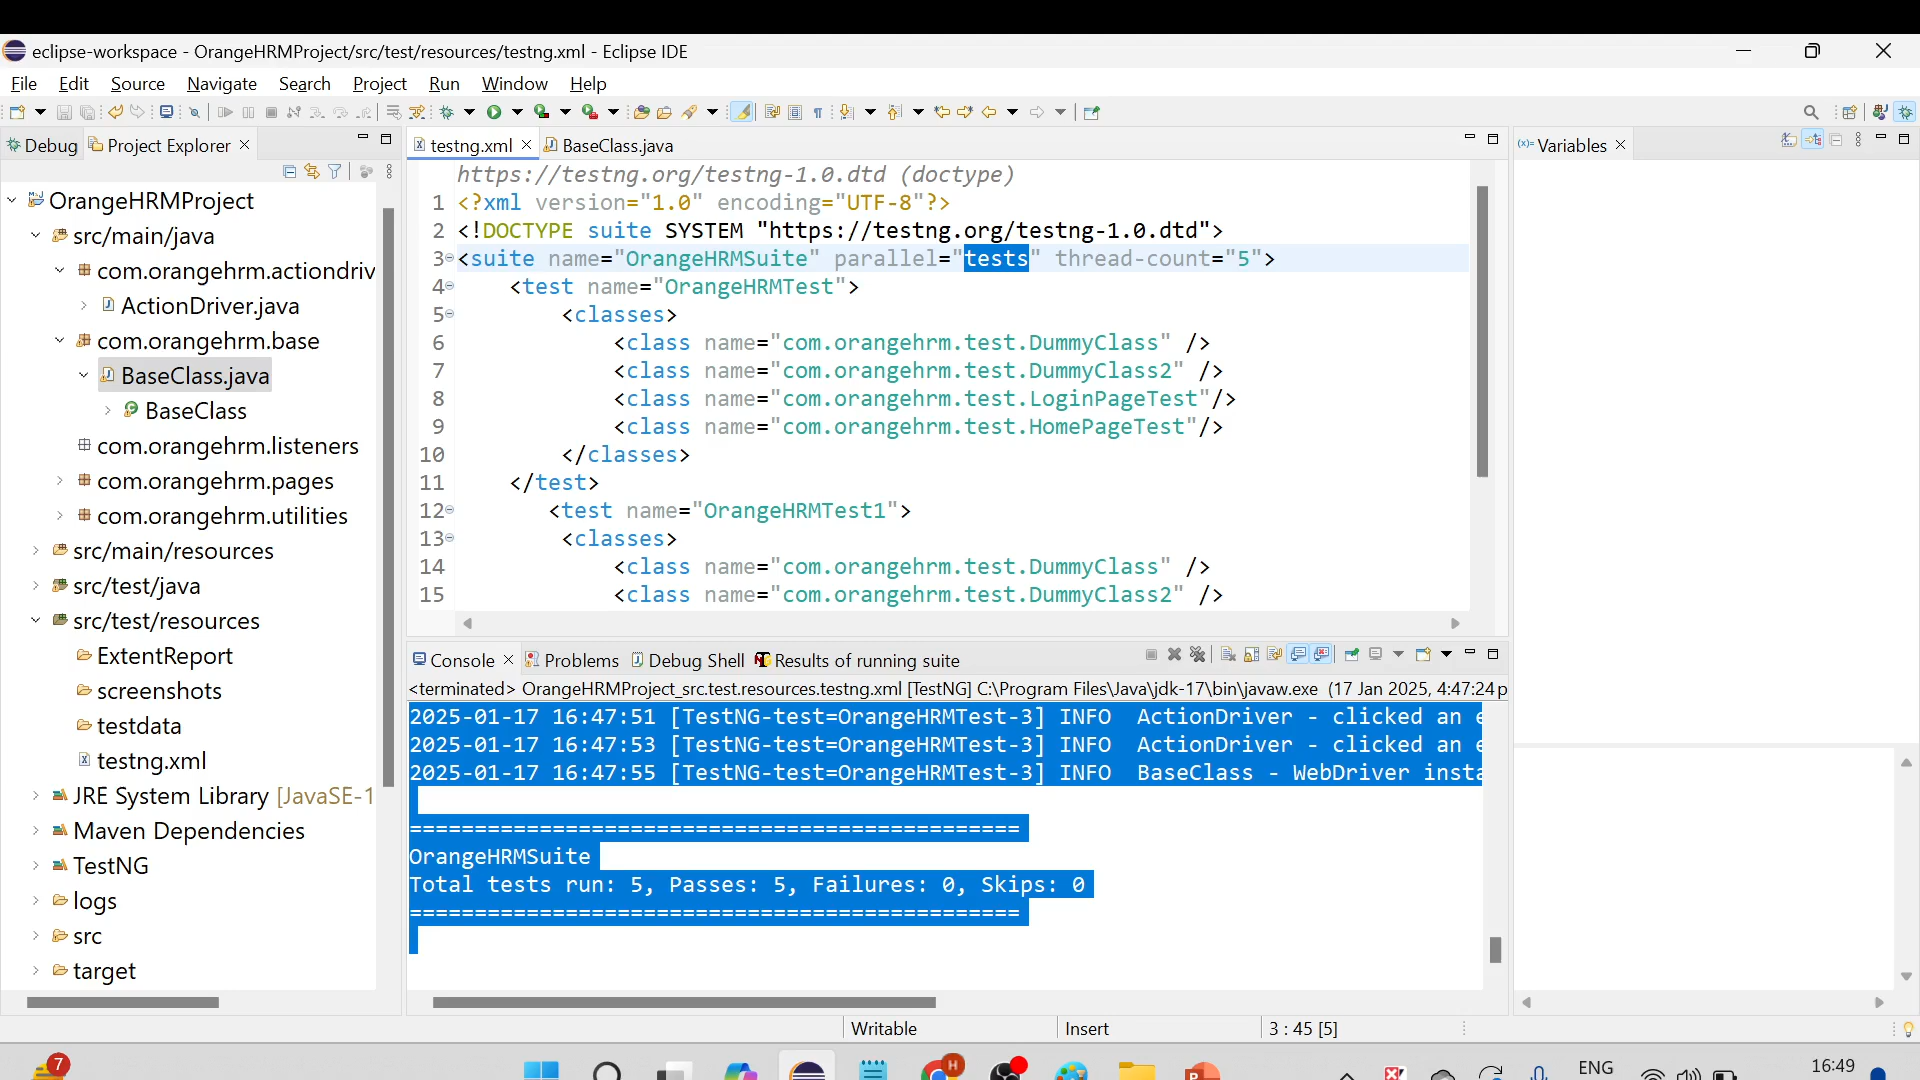 eclipse-workspace - OrangeHRMProject/src/test/resources/testng.xml - Eclipse IDE
File Edit Source Navigate Search Project Run Window Help
Debug Project Explorer
testng.xml BaseClass.java
(x)= Variables
OrangeHRMProject
src/main/java
com.orangehrm.actiondriv
ActionDriver.java
com.orangehrm.base
BaseClass.java
BaseClass
com.orangehrm.listeners
com.orangehrm.pages
com.orangehrm.utilities
src/main/resources
src/test/java
src/test/resources
ExtentReport
screenshots
testdata
testng.xml
JRE System Library [JavaSE-1
Maven Dependencies
TestNG
logs
src
target
https://testng.org/testng-1.0.dtd (doctype)
1 <?xml version="1.0" encoding="UTF-8"?>
2 <!DOCTYPE suite SYSTEM "https://testng.org/testng-1.0.dtd">
3 <suite name="OrangeHRMSuite" parallel="tests" thread-count="5">
4 <test name="OrangeHRMTest">
5 <classes>
6 <class name="com.orangehrm.test.DummyClass" />
7 <class name="com.orangehrm.test.DummyClass2" />
8 <class name="com.orangehrm.test.LoginPageTest"/>
9 <class name="com.orangehrm.test.HomePageTest"/>
10 </classes>
11 </test>
12 <test name="OrangeHRMTest1">
13 <classes>
14 <class name="com.orangehrm.test.DummyClass" />
15 <class name="com.orangehrm.test.DummyClass2" />
Console Problems Debug Shell Results of running suite
<terminated> OrangeHRMProject_src.test.resources.testng.xml [TestNG] C:\Program Files\Java\jdk-17\bin\javaw.exe (17 Jan 2025, 4:47:24 p
2025-01-17 16:47:51 [TestNG-test=OrangeHRMTest-3] INFO ActionDriver - clicked an e
2025-01-17 16:47:53 [TestNG-test=OrangeHRMTest-3] INFO ActionDriver - clicked an e
2025-01-17 16:47:55 [TestNG-test=OrangeHRMTest-3] INFO BaseClass - WebDriver insta
===============================================
OrangeHRMSuite
Total tests run: 5, Passes: 5, Failures: 0, Skips: 0
===============================================
Writable Insert 3 : 45 [5]
7 H ENG 16:49